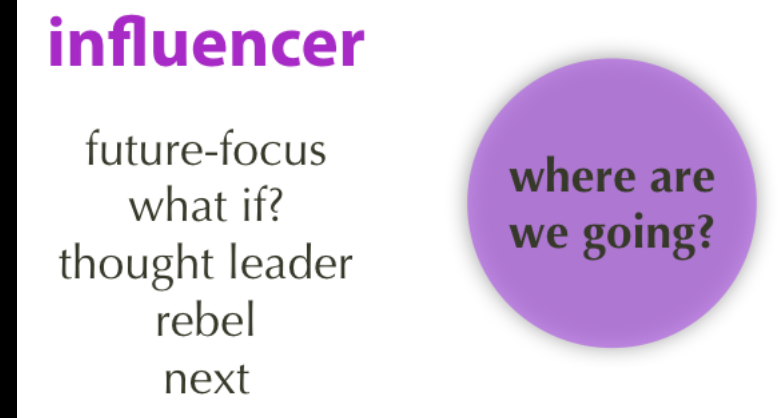 influencer
future-focus
what if?
thought leader
rebel
next
where are
we going?